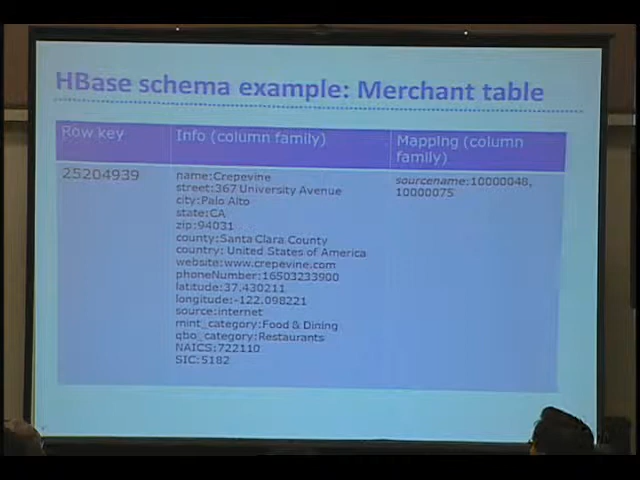 HBase schema example: Merchant table
Row key
Info (column family)
Mapping (column
family)
25204939
name:Crepevine
street:367 University Avenue
city:Palo Alto
state:CA
zip:94031
county:Santa Clara County
country: United States of America
website:www.crepevine.com
phoneNumber:16503233900
latitude:37.430211
longitude:-122.098221
source:internet
mint_category:Food & Dining
qbo_category:Restaurants
NAICS:722110
SIC:5182
sourcename:10000048,
10000075